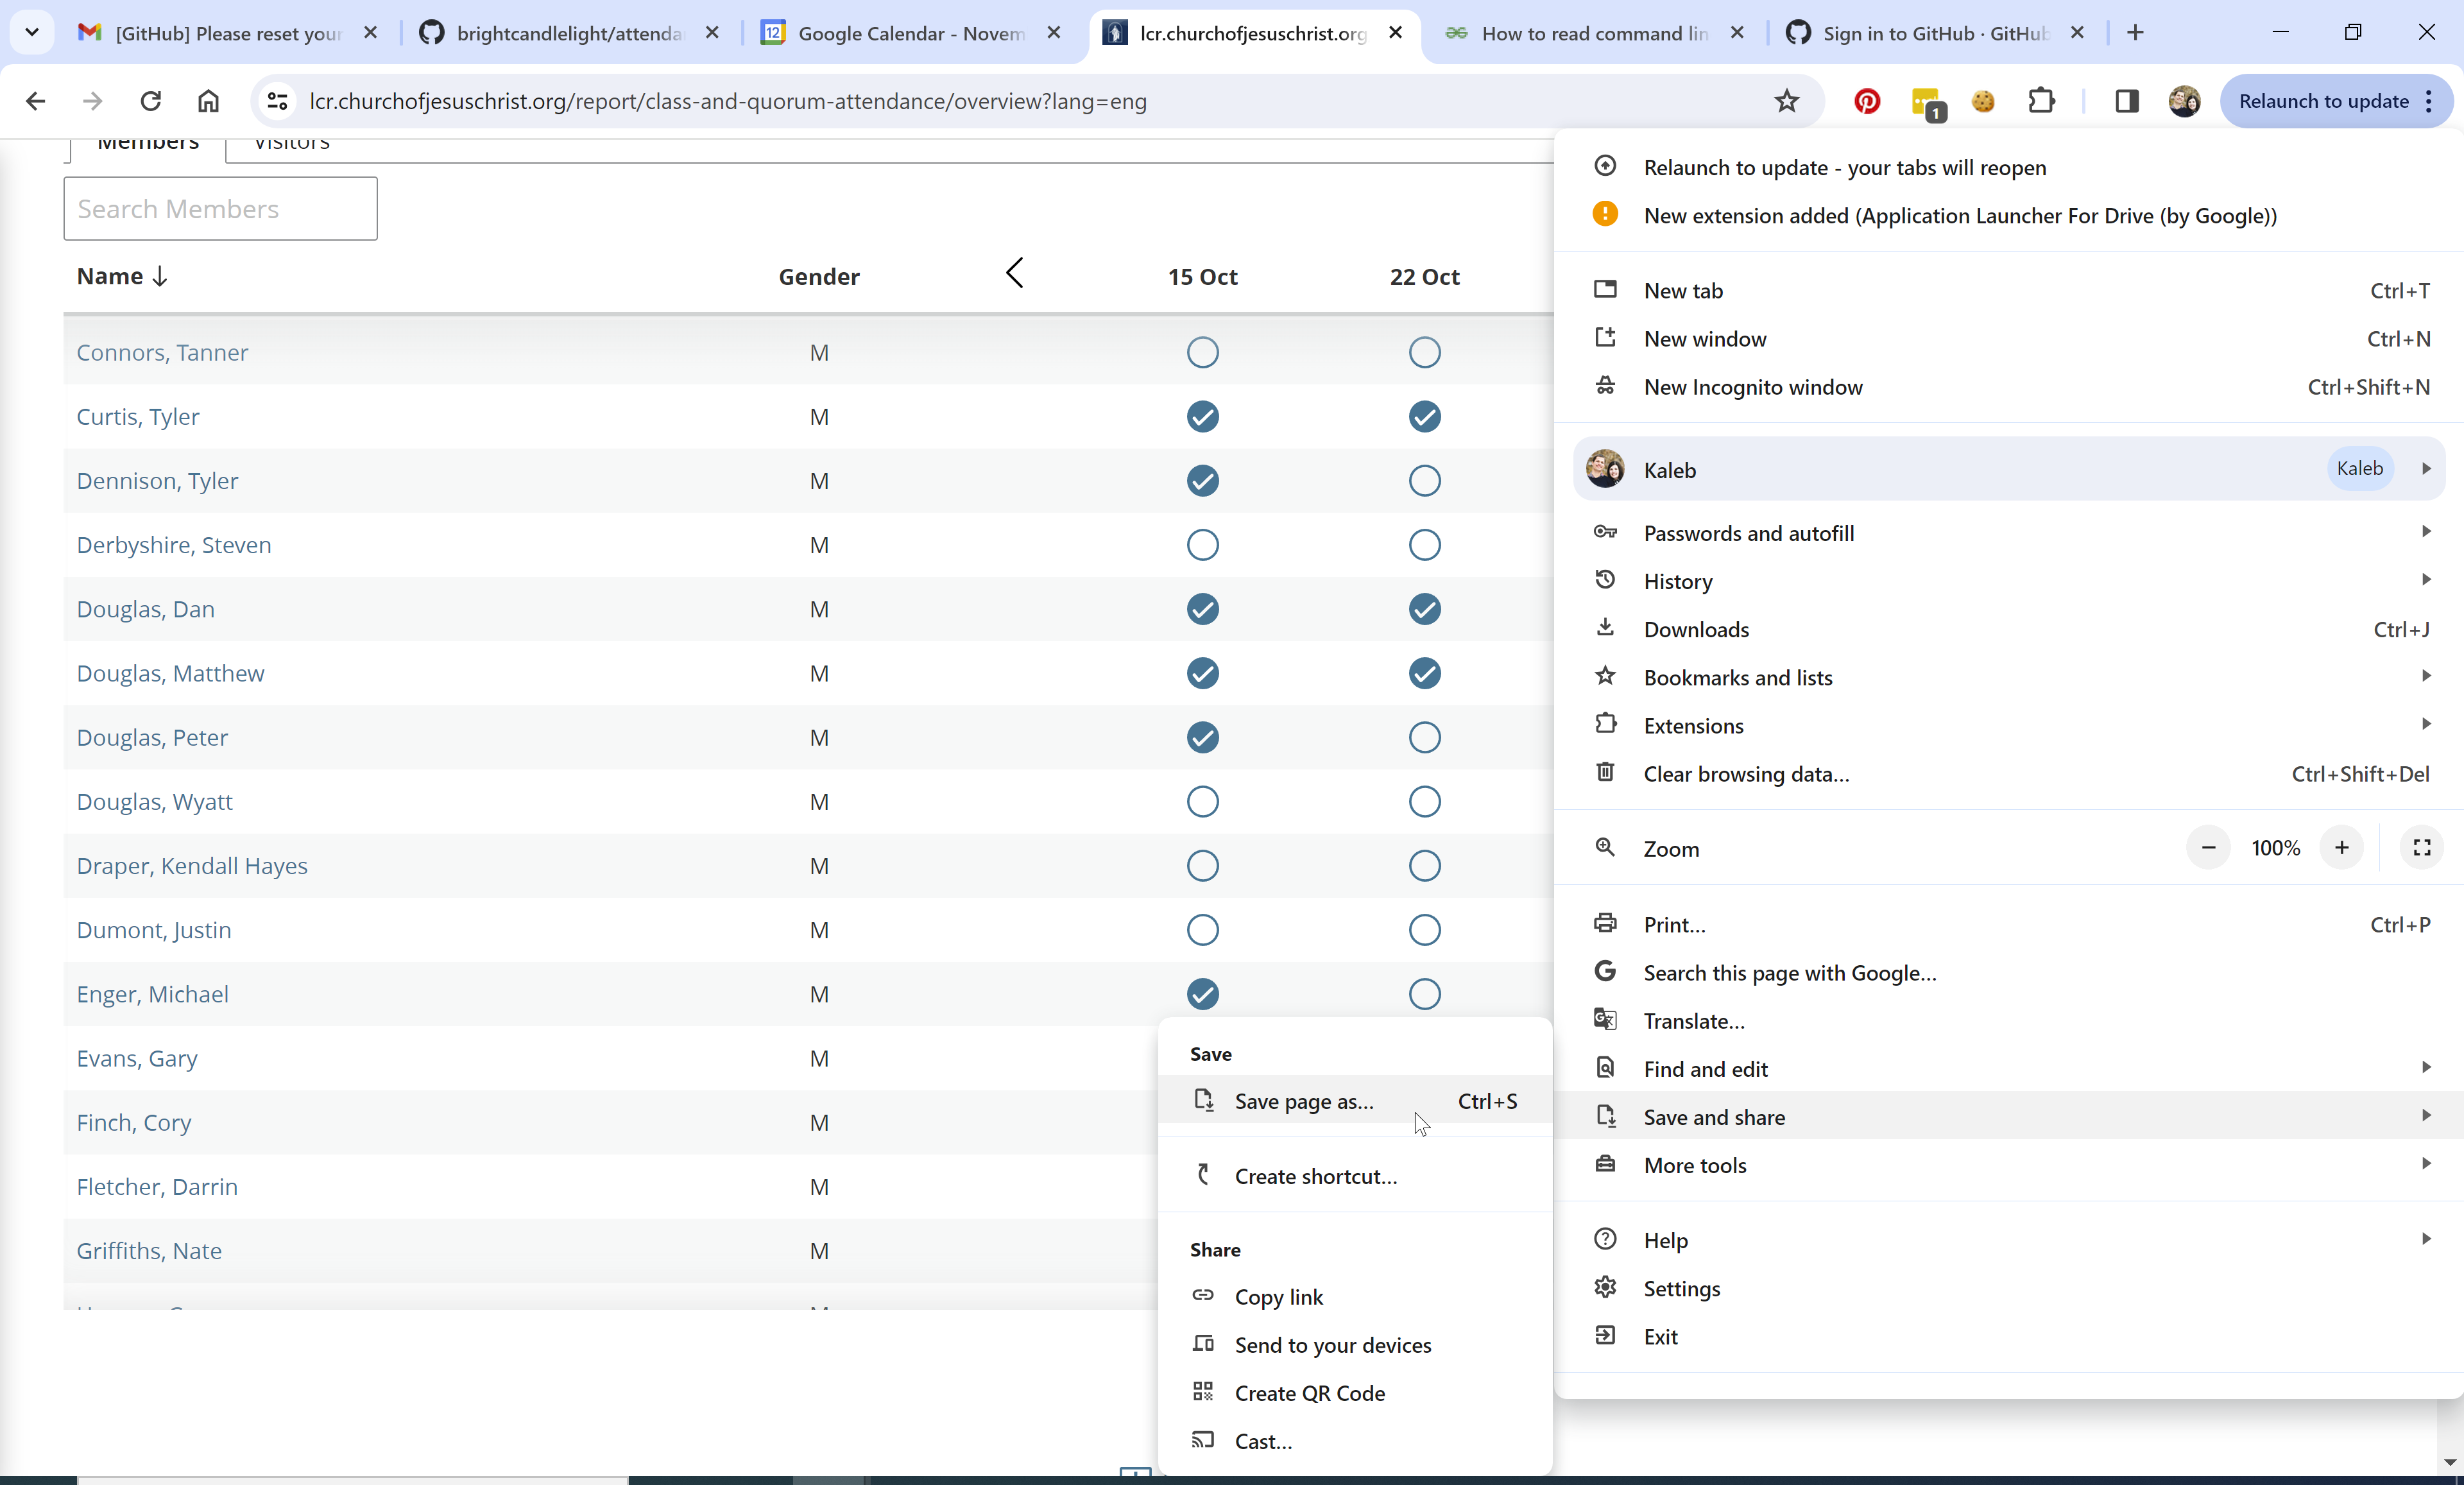 [GitHub] Please reset your
brightcandlelight/attenda
12
Google Calendar - Novem
lcr.churchofjesuschrist.org
How to read command lin
Sign in to GitHub · GitHub
lcr.churchofjesuschrist.org/report/class-and-quorum-attendance/overview?lang=eng
1
Relaunch to update
Members
Visitors
Search Members
Name
Gender
15 Oct
22 Oct
Connors, Tanner M
Curtis, Tyler M
Dennison, Tyler M
Derbyshire, Steven M
Douglas, Dan M
Douglas, Matthew M
Douglas, Peter M
Douglas, Wyatt M
Draper, Kendall Hayes M
Dumont, Justin M
Enger, Michael M
Evans, Gary M
Finch, Cory M
Fletcher, Darrin M
Griffiths, Nate M
Relaunch to update - your tabs will reopen
New extension added (Application Launcher For Drive (by Google))
New tab Ctrl+T
New window Ctrl+N
New Incognito window Ctrl+Shift+N
Kaleb Kaleb
Passwords and autofill
History
Downloads Ctrl+J
Bookmarks and lists
Extensions
Clear browsing data... Ctrl+Shift+Del
Zoom − 100% +
Print... Ctrl+P
Search this page with Google...
Translate...
Find and edit
Save and share
More tools
Help
Settings
Exit
Save
Save page as... Ctrl+S
Create shortcut...
Share
Copy link
Send to your devices
Create QR Code
Cast...